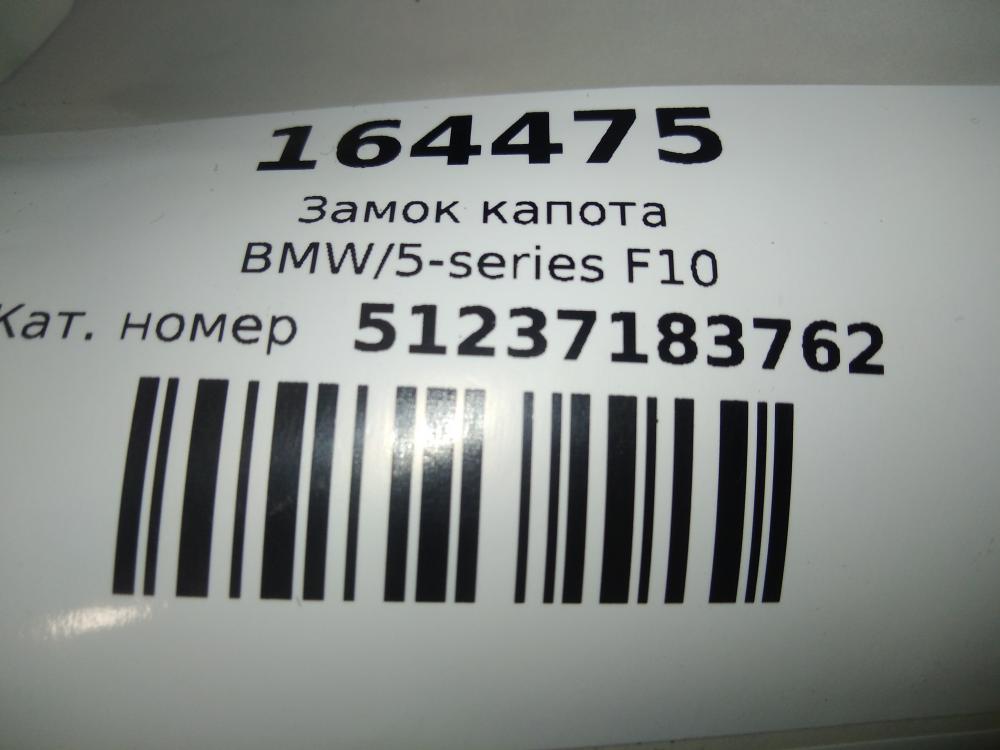 164475
Замок капота
BMW/5-series F10
Кат. номер 51237183762